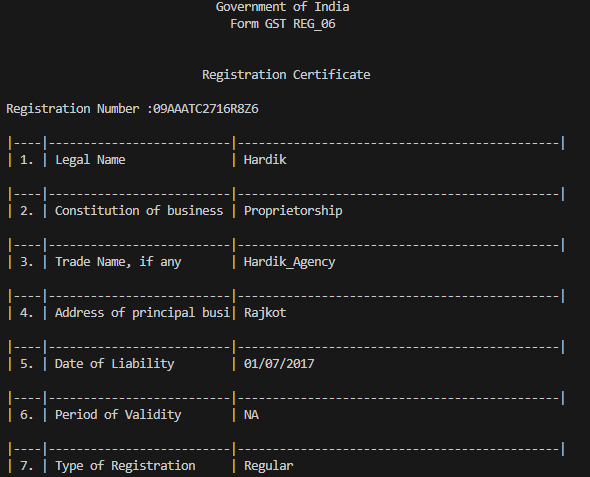 Government of India
Form GST REG_06
Registration Certificate
Registration Number :09AAATC2716R8Z6
|----|--------------------------|----------------------------------------------|
| 1. | Legal Name | Hardik
|----|--------------------------|----------------------------------------------|
| 2. | Constitution of business | Proprietorship
|----|--------------------------|----------------------------------------------|
| 3. | Trade Name, if any | Hardik_Agency
|----|--------------------------|----------------------------------------------|
| 4. | Address of principal busi| Rajkot
|----|--------------------------|----------------------------------------------|
| 5. | Date of Liability | 01/07/2017
|----|--------------------------|----------------------------------------------|
| 6. | Period of Validity | NA
|----|--------------------------|----------------------------------------------|
| 7. | Type of Registration | Regular